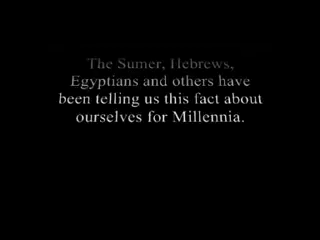 The Sumer, Hebrews,
Egyptians and others have
been telling us this fact about
ourselves for Millennia.